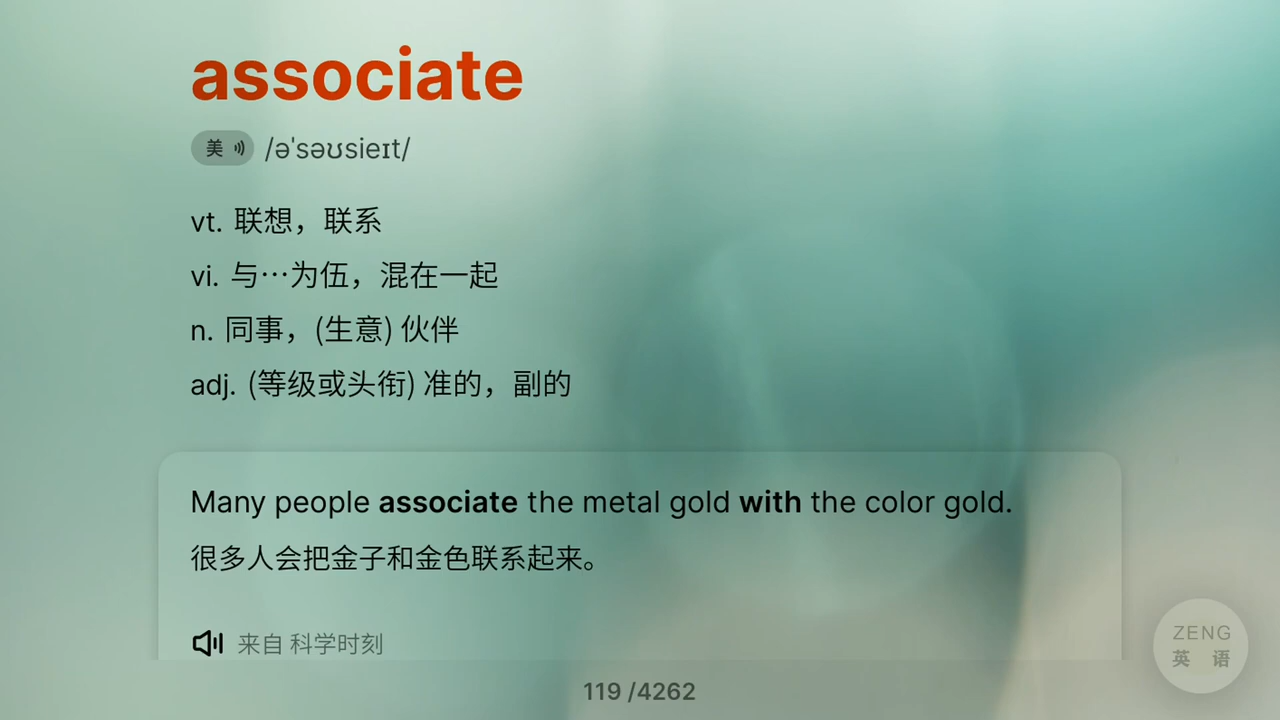 associate
美 /əˈsəʊsieɪt/
vt. 联想，联系
vi. 与…为伍，混在一起
n. 同事，(生意) 伙伴
adj. (等级或头衔) 准的，副的
Many people associate the metal gold with the color gold.
很多人会把金子和金色联系起来。
来自 科学时刻
ZENG
英 语
119 /4262